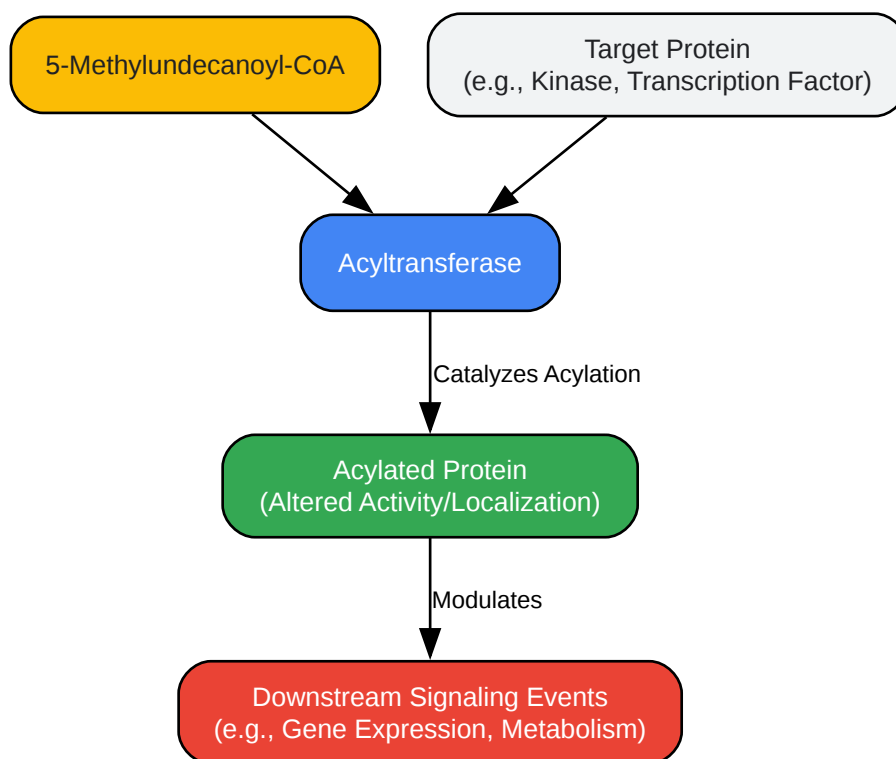 5-Methylundecanoyl-CoA
Target Protein
(e.g., Kinase, Transcription Factor)
Acyltransferase
Catalyzes Acylation
Acylated Protein
(Altered Activity/Localization)
Modulates
Downstream Signaling Events
(e.g., Gene Expression, Metabolism)